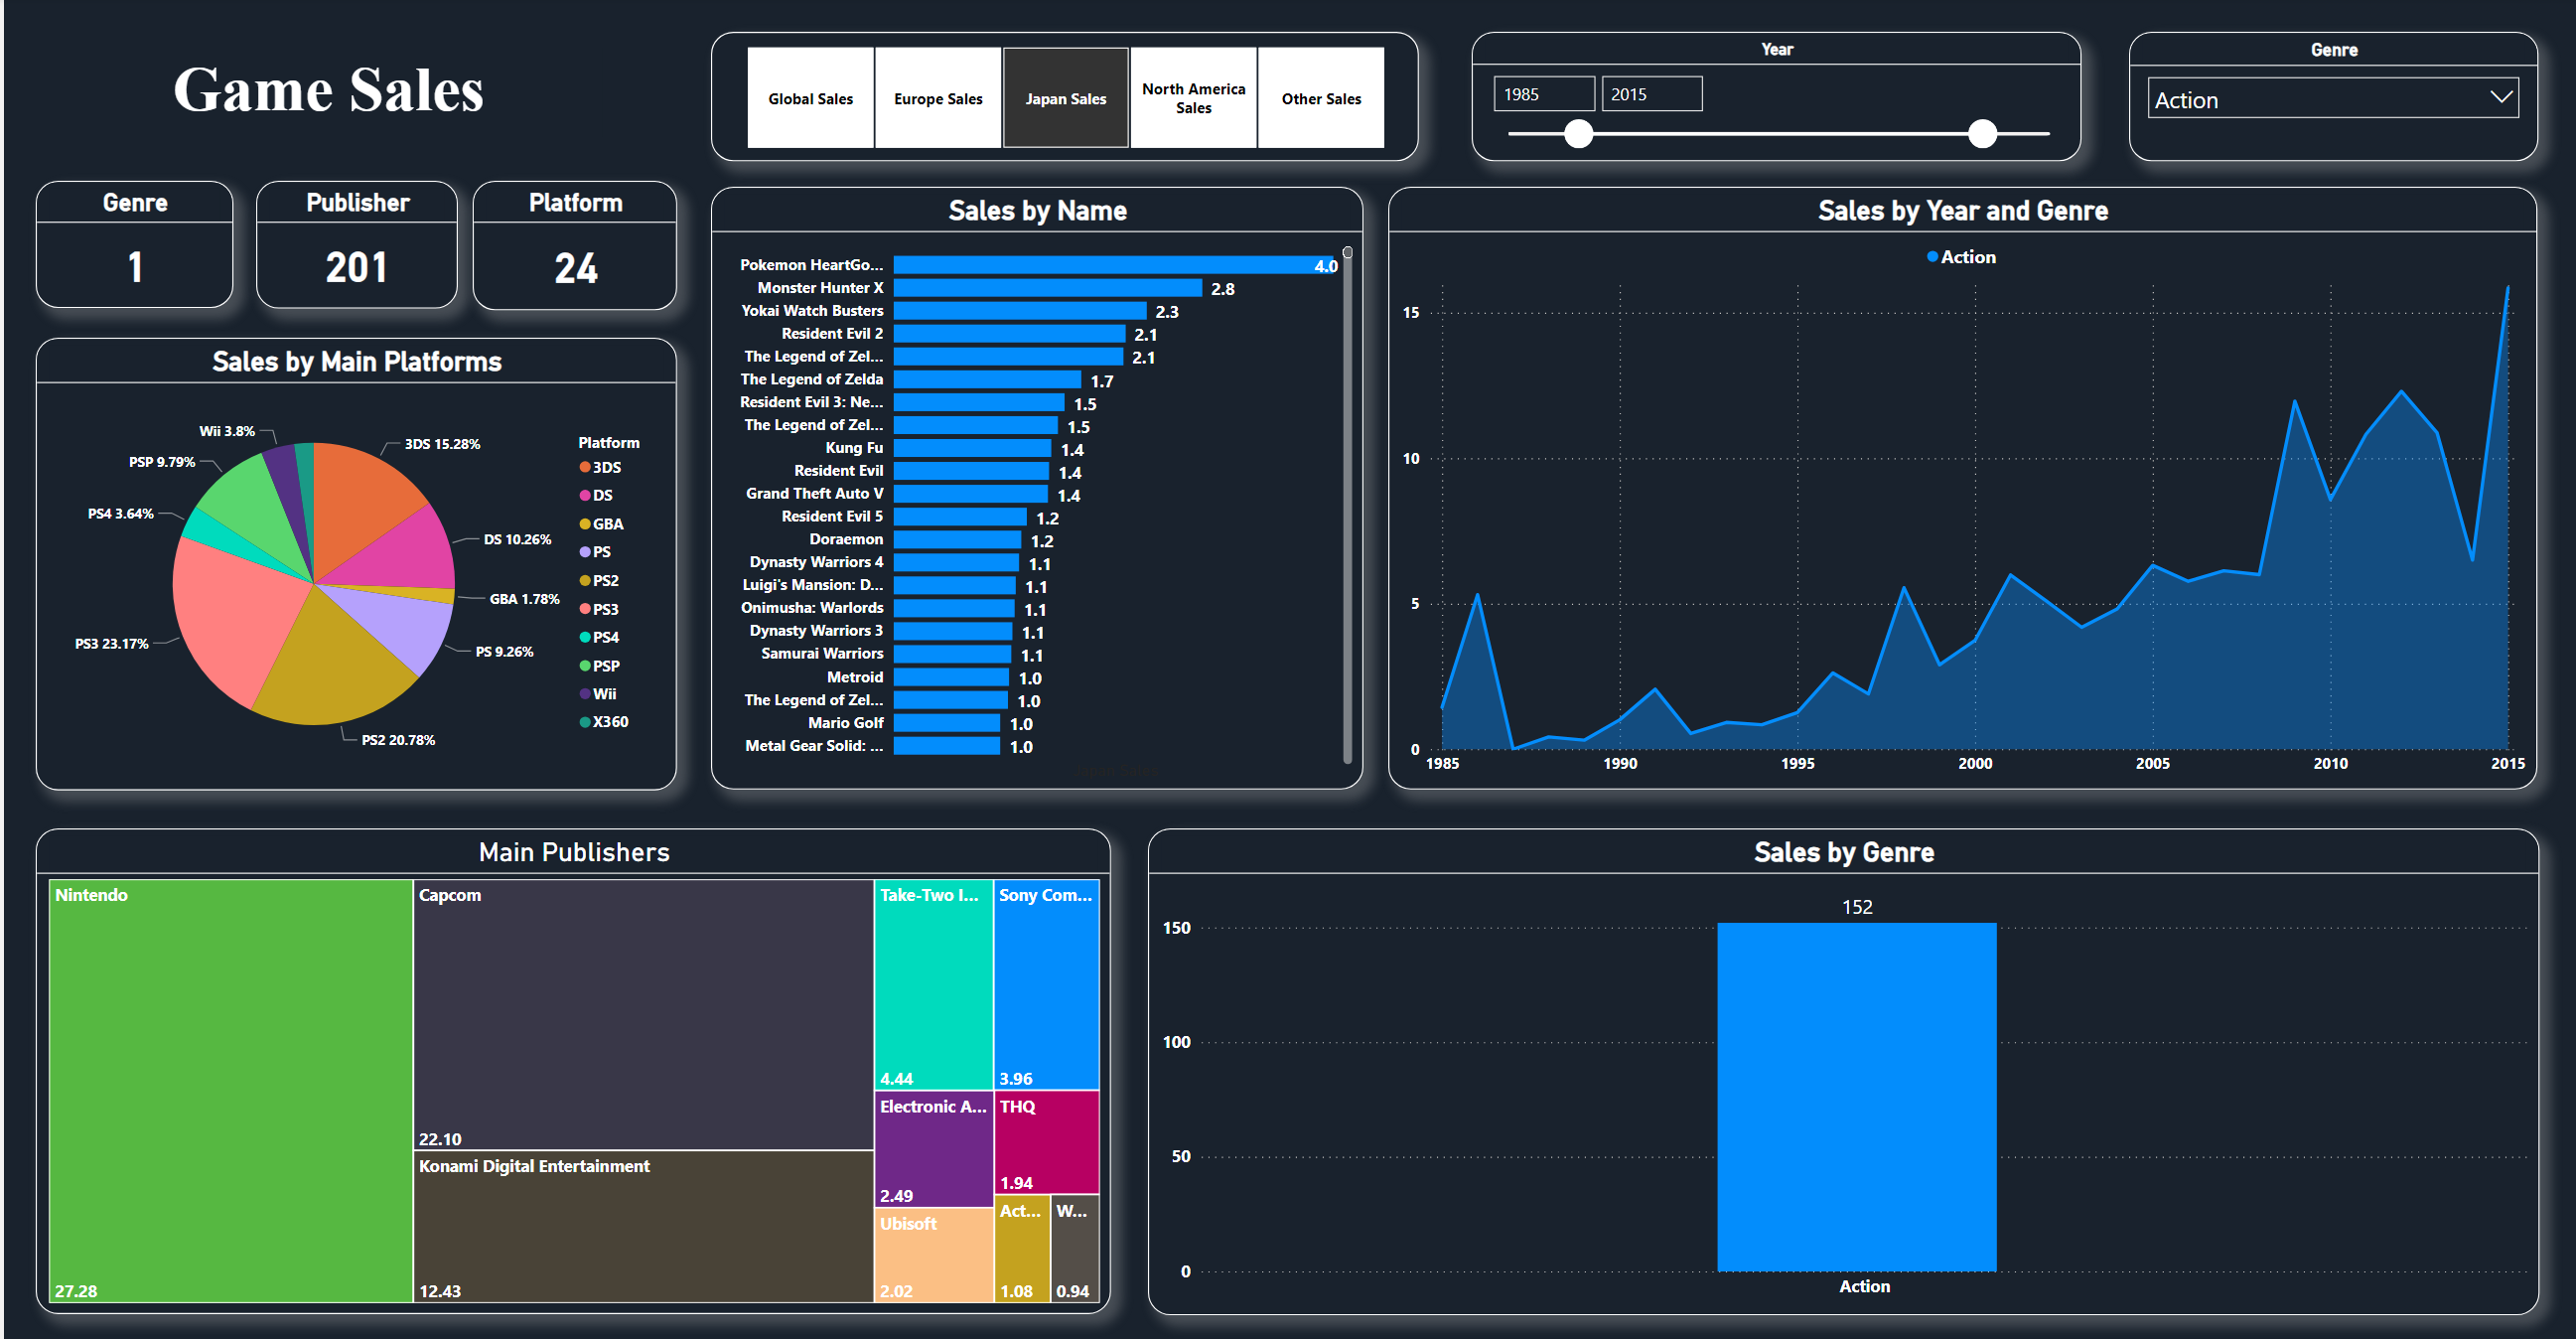 Game Sales
Global Sales
Europe Sales
Japan Sales
North America
Sales
Other Sales
Year
1985
2015
Genre
Action
Genre
1
Publisher
201
Platform
24
Sales by Main Platforms
Wii 3.8%
3DS 15.28%
PSP 9.79%
PS4 3.64%
DS 10.26%
GBA 1.78%
PS3 23.17%
PS 9.26%
PS2 20.78%
Platform
3DS
DS
GBA
PS
PS2
PS3
PS4
PSP
Wii
X360
Sales by Name
Pokemon HeartGo... 4.0
Monster Hunter X 2.8
Yokai Watch Busters 2.3
Resident Evil 2 2.1
The Legend of Zel... 2.1
The Legend of Zelda 1.7
Resident Evil 3: Ne... 1.5
The Legend of Zel... 1.5
Kung Fu 1.4
Resident Evil 1.4
Grand Theft Auto V 1.4
Resident Evil 5 1.2
Doraemon 1.2
Dynasty Warriors 4 1.1
Luigi's Mansion: D... 1.1
Onimusha: Warlords 1.1
Dynasty Warriors 3 1.1
Samurai Warriors 1.1
Metroid 1.0
The Legend of Zel... 1.0
Mario Golf 1.0
Metal Gear Solid: ... 1.0
Sales by Year and Genre
Action
15
10
5
0
1985 1990 1995 2000 2005 2010 2015
Main Publishers
Nintendo
27.28
Capcom
22.10
Konami Digital Entertainment
12.43
Take-Two I...
4.44
Sony Com...
3.96
Electronic A...
2.49
THQ
1.94
Ubisoft
2.02
Act...
1.08
W...
0.94
Sales by Genre
152
150
100
50
0
Action